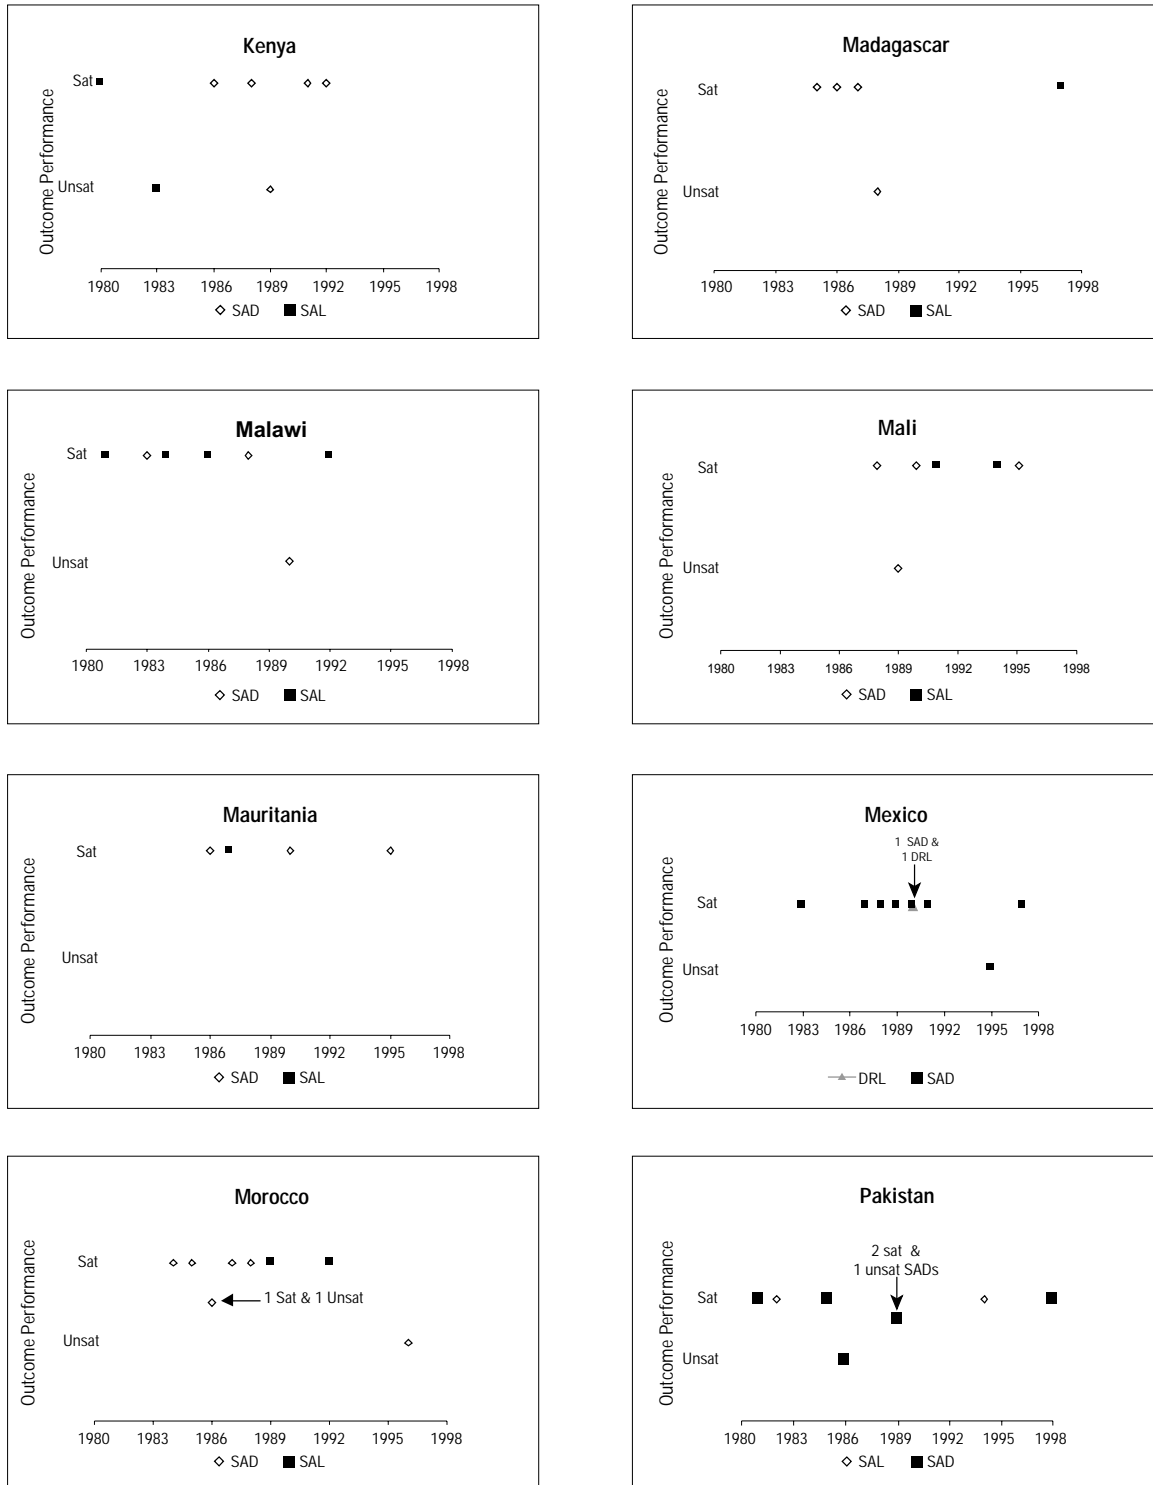 Kenya
Outcome Performance
Sat
Unsat
1980 1983 1986 1989 1992 1995 1998
SAD SAL
Madagascar
Outcome Performance
Sat
Unsat
1980 1983 1986 1989 1992 1995 1998
SAD SAL
Malawi
Outcome Performance
Sat
Unsat
1980 1983 1986 1989 1992 1995 1998
SAD SAL
Mali
Outcome Performance
Sat
Unsat
1980 1983 1986 1989 1992 1995 1998
SAD SAL
Mauritania
Outcome Performance
Sat
Unsat
1980 1983 1986 1989 1992 1995 1998
SAD SAL
Mexico
1 SAD &
1 DRL
Outcome Performance
Sat
Unsat
1980 1983 1986 1989 1992 1995 1998
DRL SAD
Morocco
Outcome Performance
Sat
1 Sat & 1 Unsat
Unsat
1980 1983 1986 1989 1992 1995 1998
SAD SAL
Pakistan
2 sat &
1 unsat SADs
Outcome Performance
Sat
Unsat
1980 1983 1986 1989 1992 1995 1998
SAL SAD